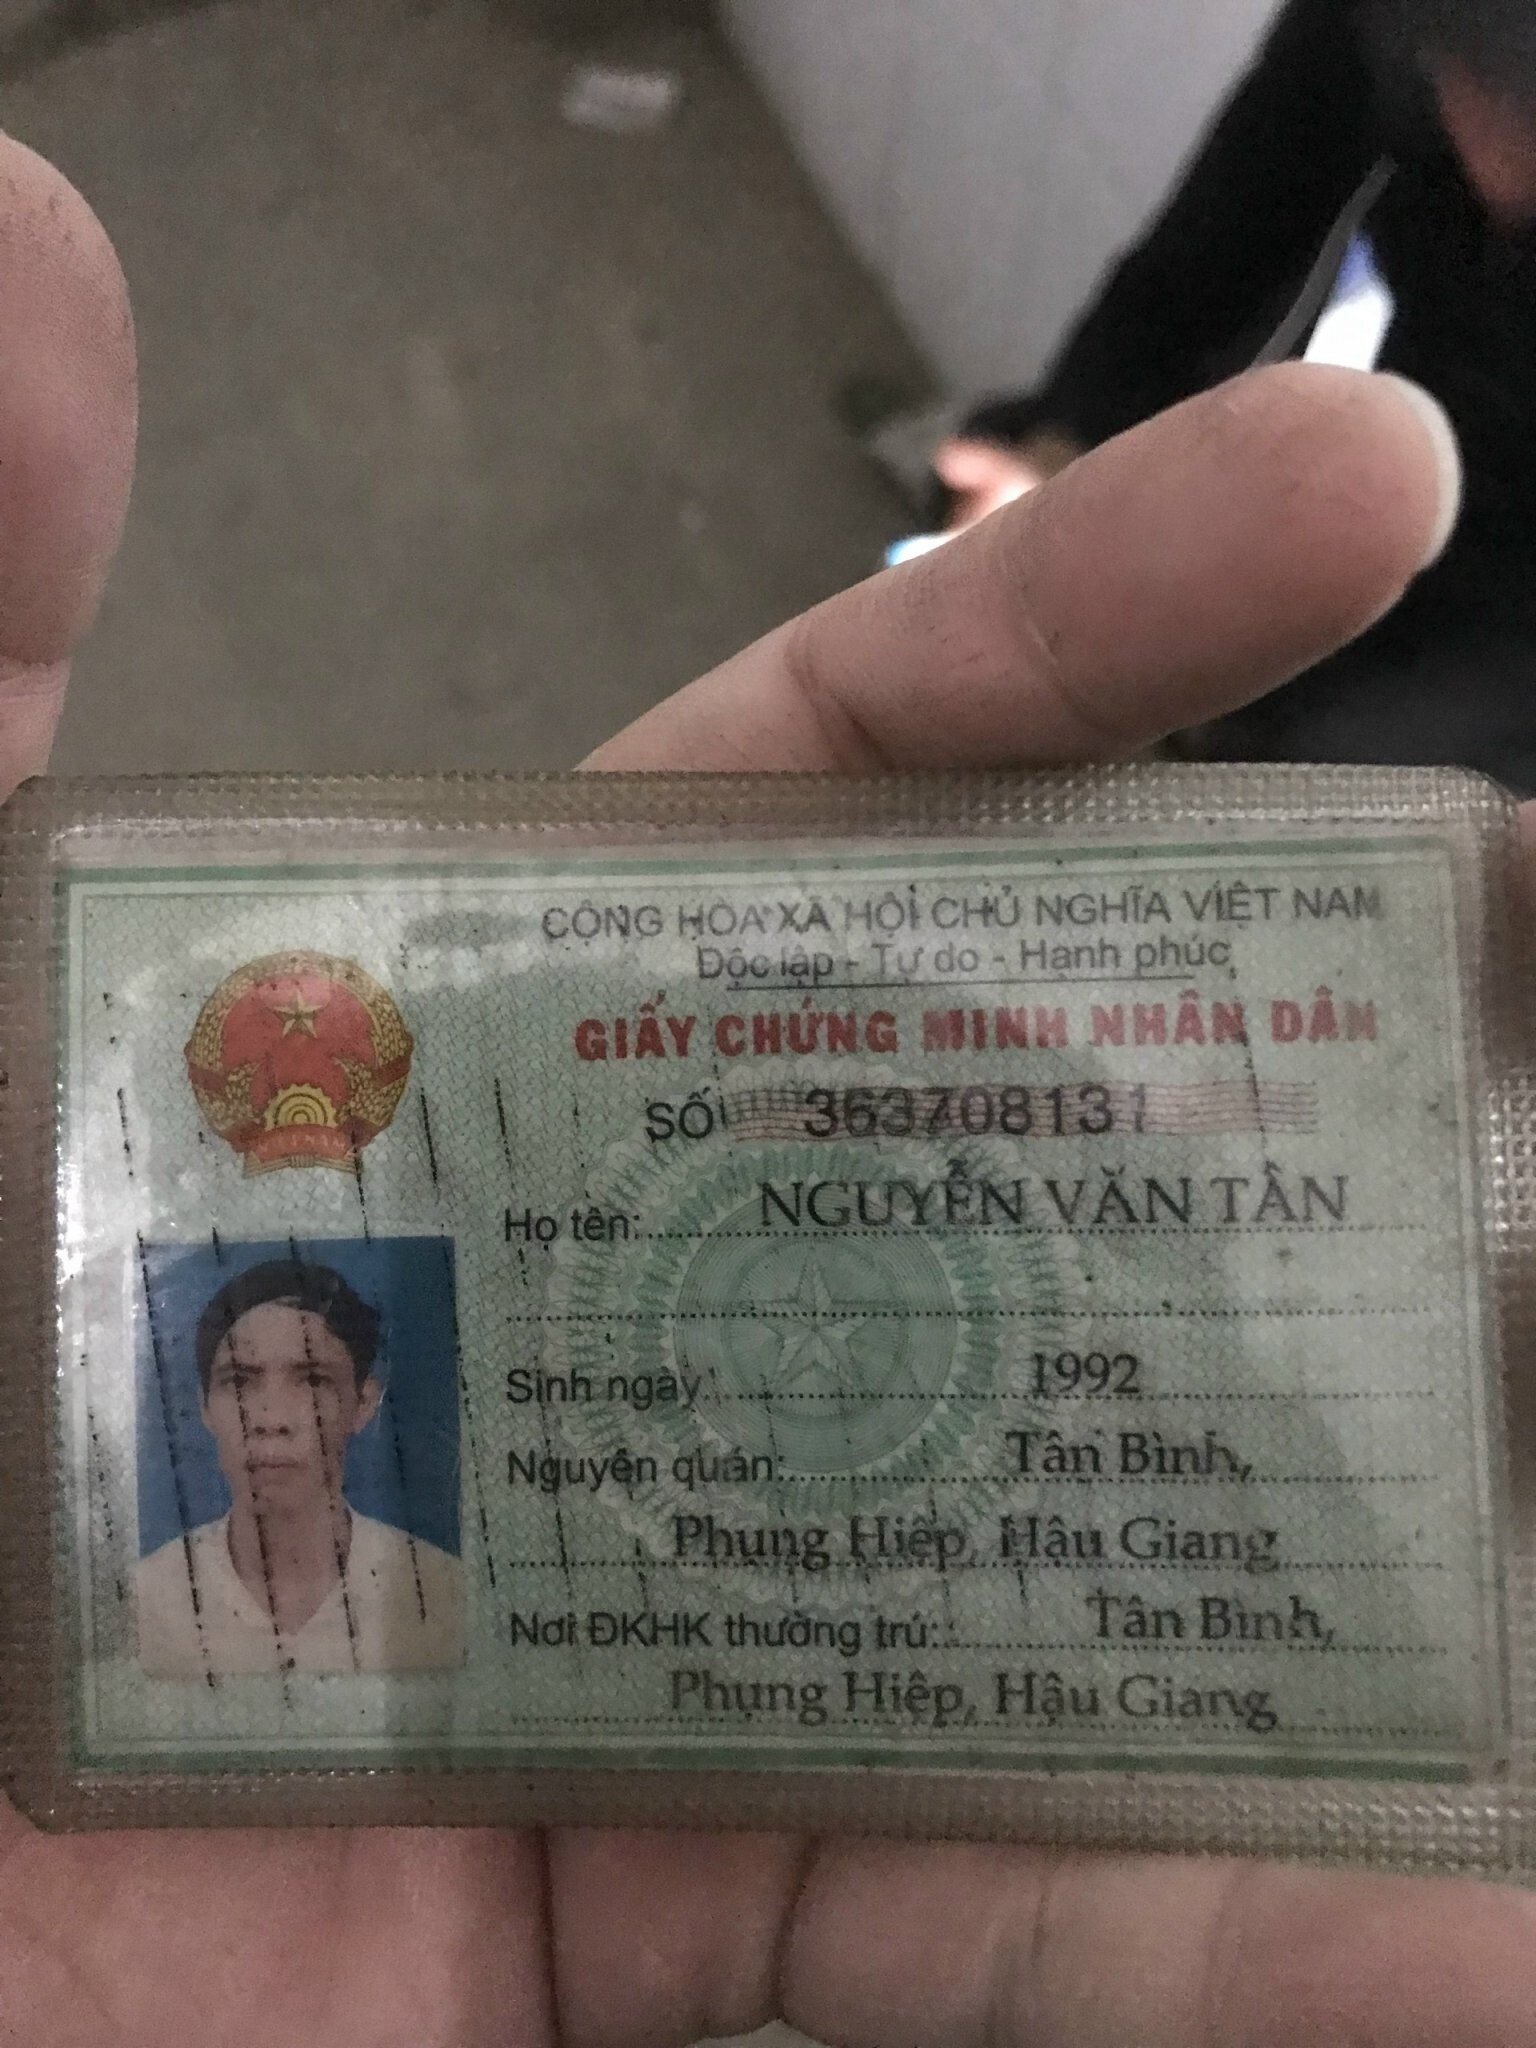 CỘNG HÒA XÃ HỘI CHỦ NGHĨA VIỆT NAM
Độc lập - Tự do - Hạnh phúc
GIẤY CHỨNG MINH NHÂN DÂN
SỐ 363708131
Họ tên: NGUYỄN VĂN TÂN
Sinh ngày: 1992
Nguyên quán: Tân Bình,
Phụng Hiệp, Hậu Giang
Nơi ĐKHK thường trú: Tân Bình,
Phụng Hiệp, Hậu Giang